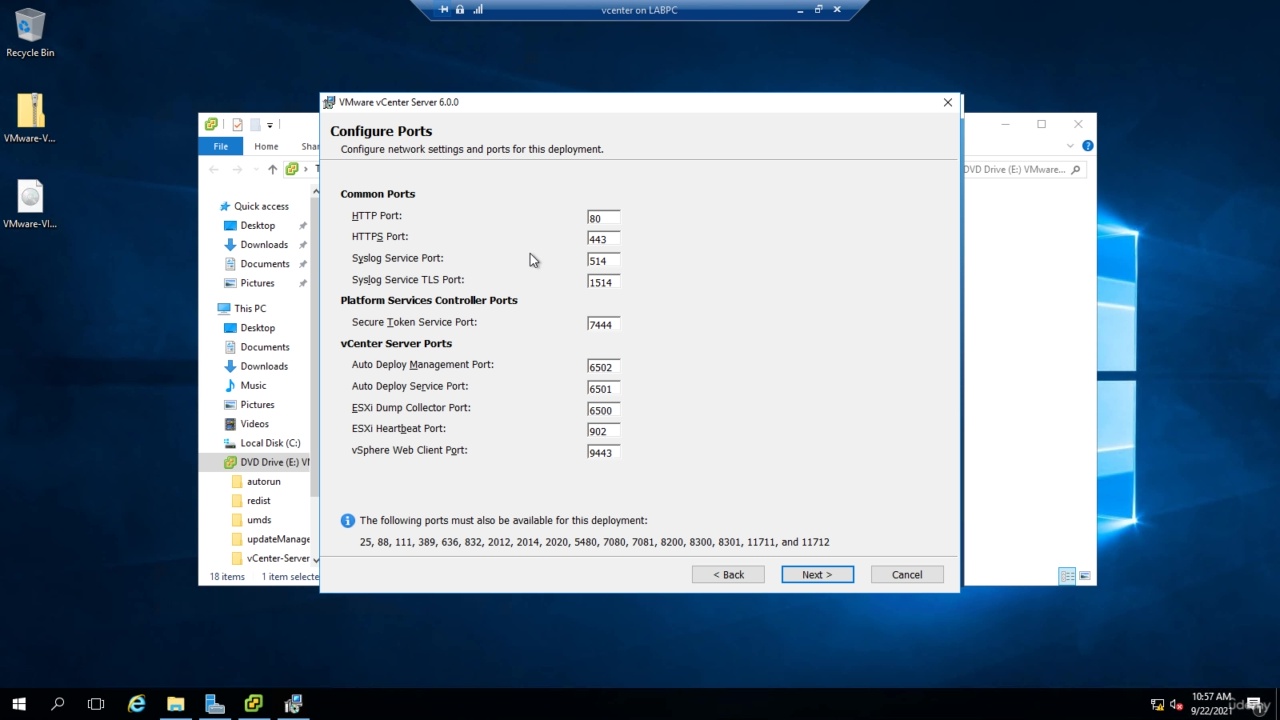 vcenter on LABPC
Recycle Bin
VMware-V...
VMware-VI...
VMware vCenter Server 6.0.0
Configure Ports
Configure network settings and ports for this deployment.
File
Home
Shar
DVD Drive (E:) VMware...
Quick access
Desktop
Downloads
Documents
Pictures
This PC
Desktop
Documents
Downloads
Music
Pictures
Videos
Local Disk (C:)
DVD Drive (E:) VM
autorun
redist
umds
updateManage
vCenter-Server
18 items
1 item selecte
Common Ports
HTTP Port: 80
HTTPS Port: 443
Syslog Service Port: 514
Syslog Service TLS Port: 1514
Platform Services Controller Ports
Secure Token Service Port: 7444
vCenter Server Ports
Auto Deploy Management Port: 6502
Auto Deploy Service Port: 6501
ESXi Dump Collector Port: 6500
ESXi Heartbeat Port: 902
vSphere Web Client Port: 9443
The following ports must also be available for this deployment:
25, 88, 111, 389, 636, 832, 2012, 2014, 2020, 5480, 7080, 7081, 8200, 8300, 8301, 11711, and 11712
< Back
Next >
Cancel
10:57 AM
9/22/2021
Udemy